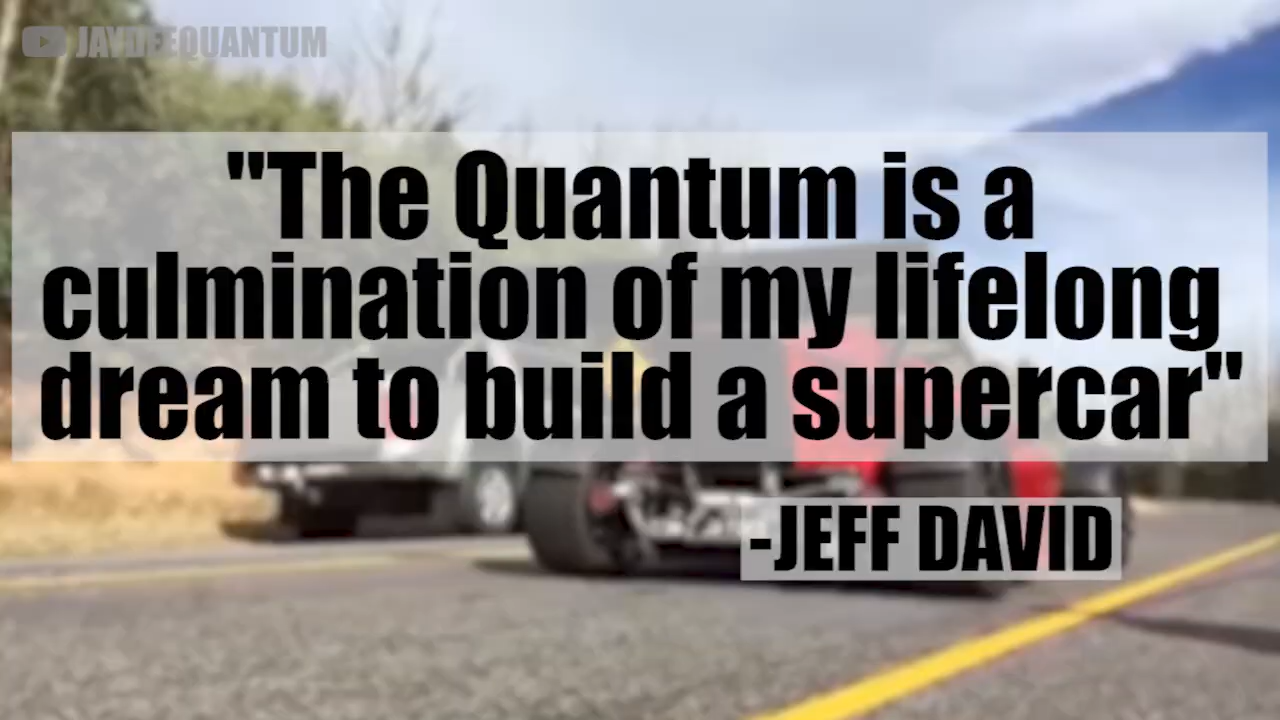 JAYDEEQUANTUM
"The Quantum is a
culmination of my lifelong
dream to build a supercar"
-JEFF DAVID